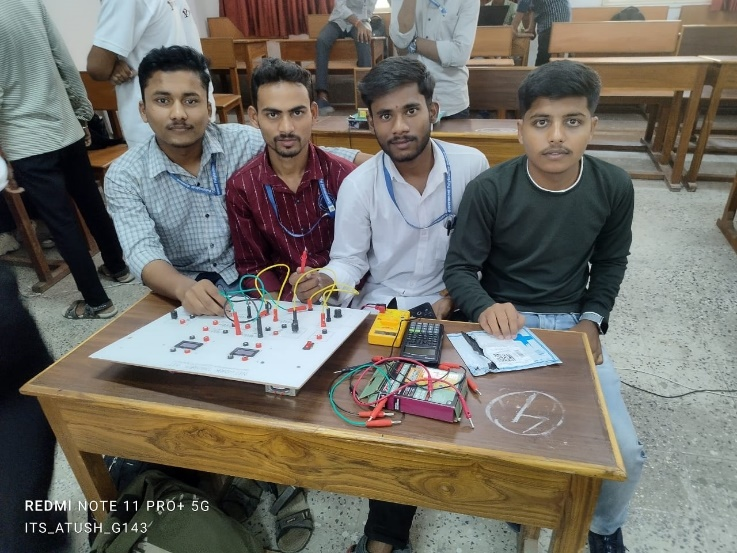 REDMI NOTE 11 PRO+ 5G
ITS_ATUSH_G143